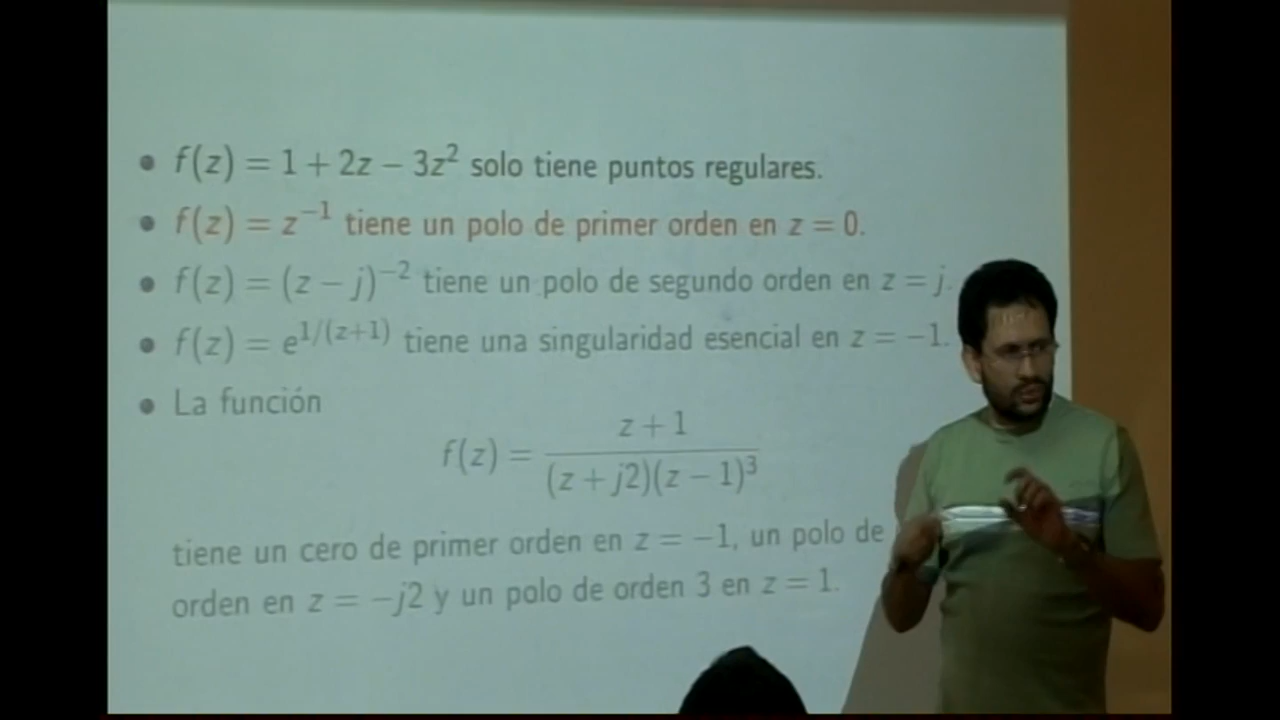 • f(z) = 1 + 2z − 3z² solo tiene puntos regulares.
• f(z) = z⁻¹ tiene un polo de primer orden en z = 0.
• f(z) = (z − j)⁻² tiene un polo de segundo orden en z = j.
• f(z) = e^{1/(z+1)} tiene una singularidad esencial en z = −1.
• La función
f(z) = (z + 1) / ((z + j2)(z − 1)³)
tiene un cero de primer orden en z = −1, un polo de
orden en z = −j2 y un polo de orden 3 en z = 1.